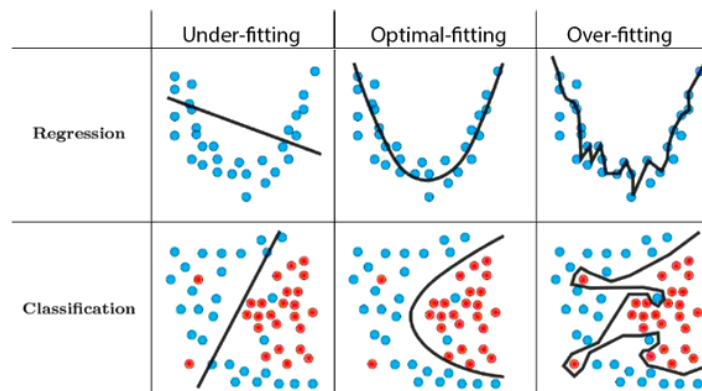 Under-fitting
Optimal-fitting
Over-fitting
Regression
Classification